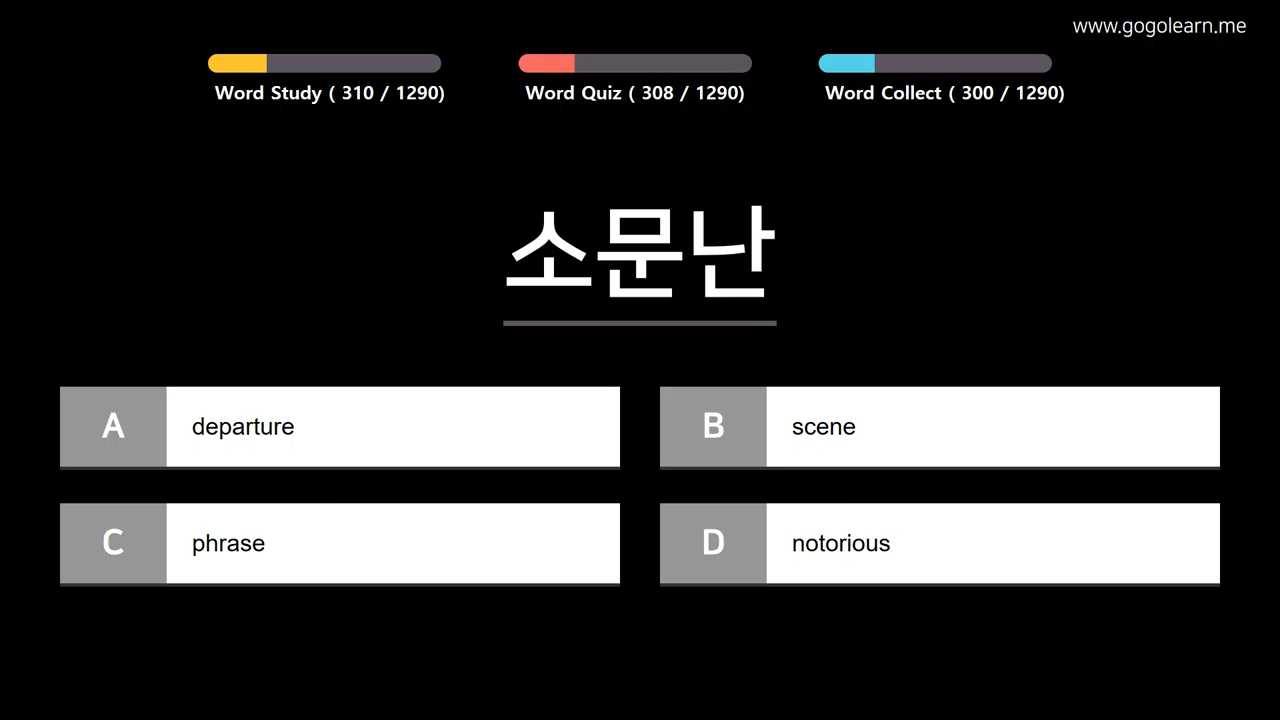 www.gogolearn.me
Word Study ( 310 / 1290)
Word Quiz ( 308 / 1290)
Word Collect ( 300 / 1290)
소문난
A departure
B scene
C phrase
D notorious